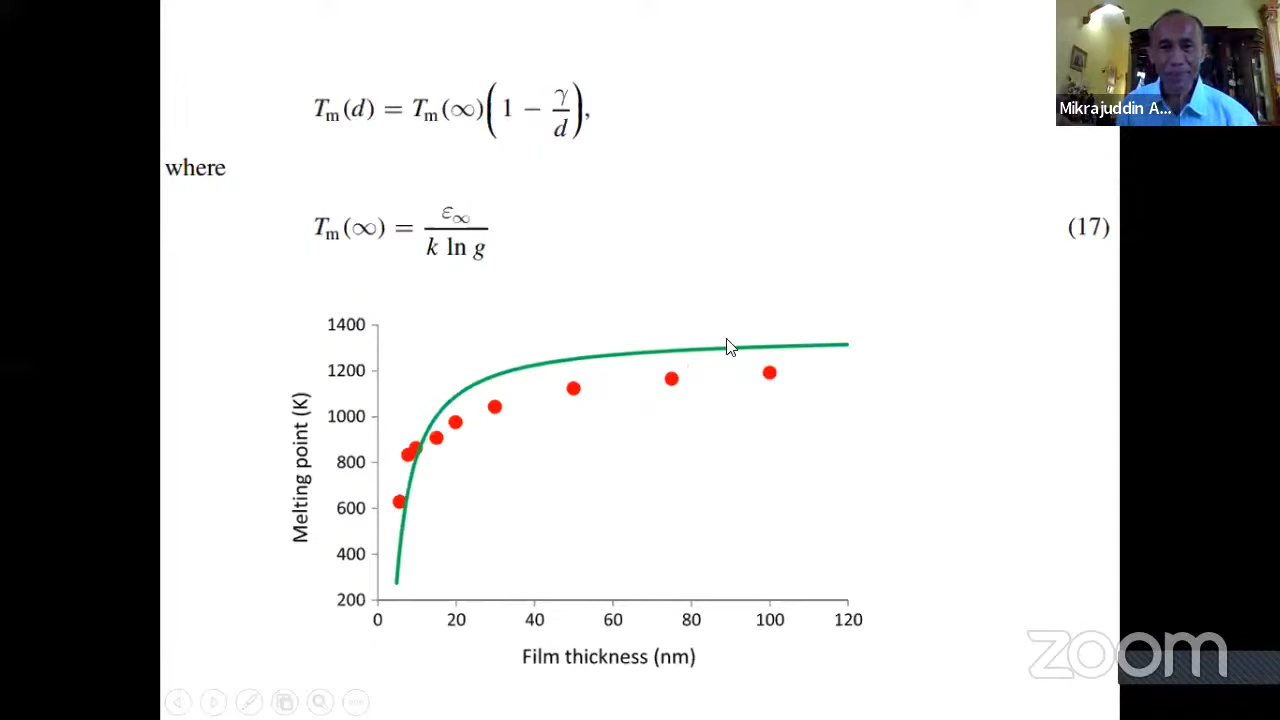 Mikrajuddin A...
Tm(d) = Tm(∞)(1 − γ/d),
where
Tm(∞) = ε∞ / k ln g (17)
1400
1200
1000
800
600
400
200
Melting point (K)
0 20 40 60 80 100 120
Film thickness (nm)
zoom